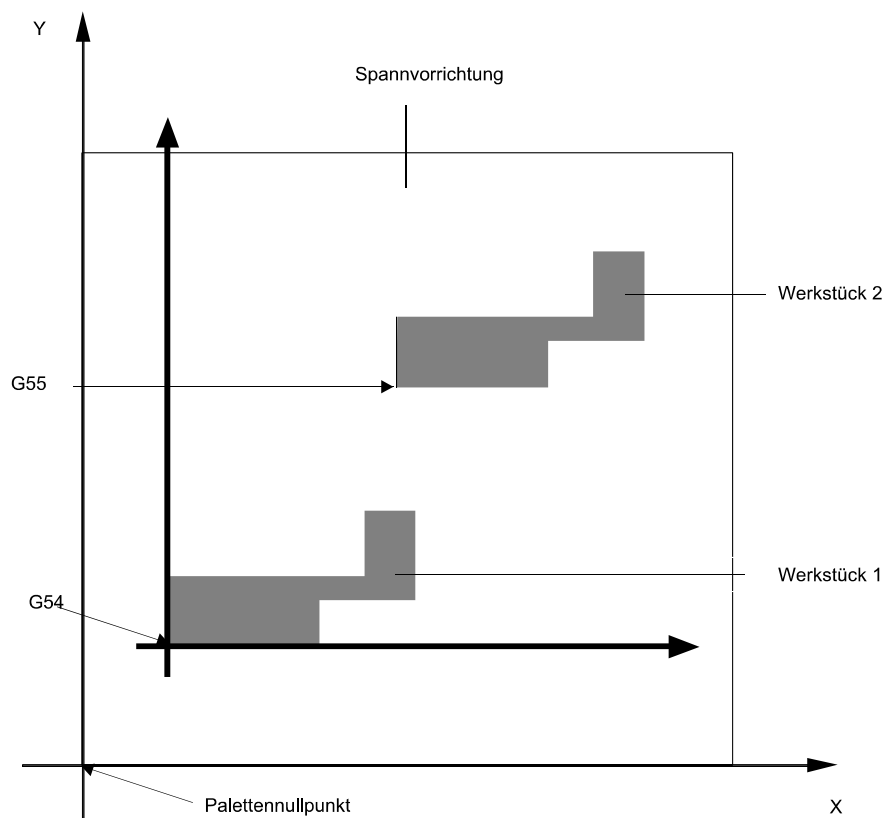 Y
Spannvorrichtung
Werkstück 2
G55
Werkstück 1
G54
Palettennullpunkt
X